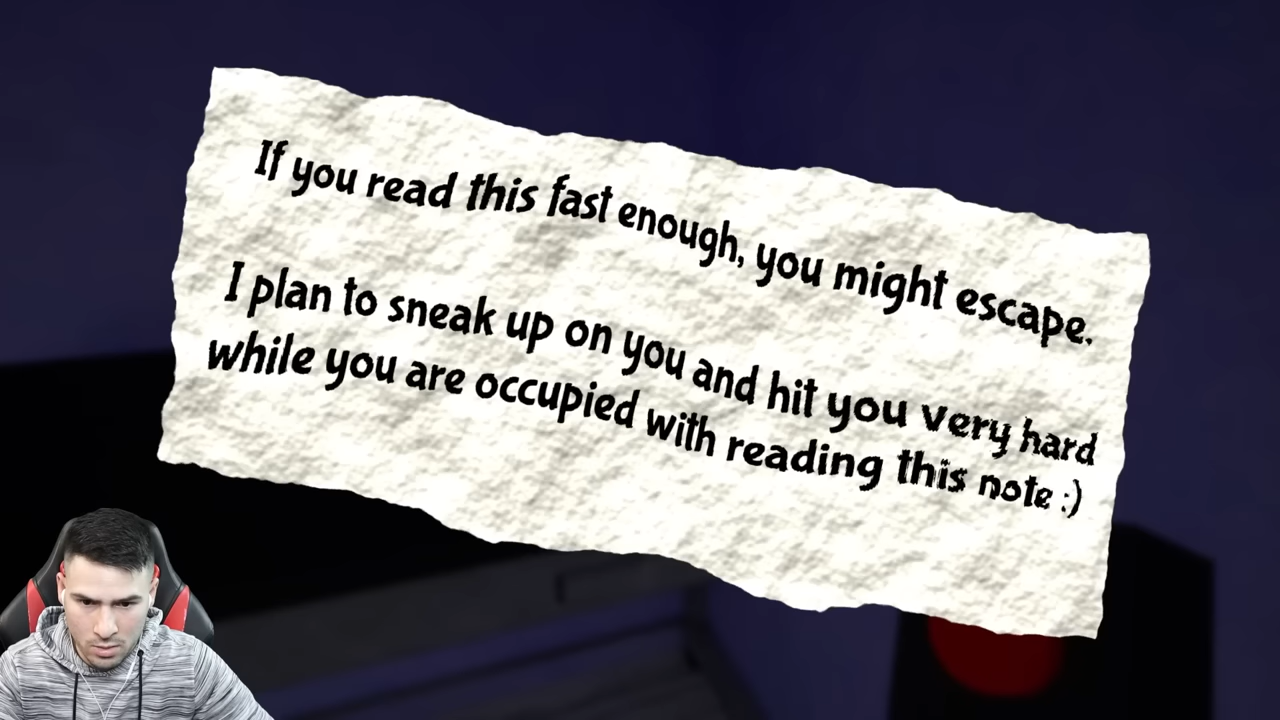 If you read this fast enough, you might escape.
I plan to sneak up on you and hit you very hard
while you are occupied with reading this note :)